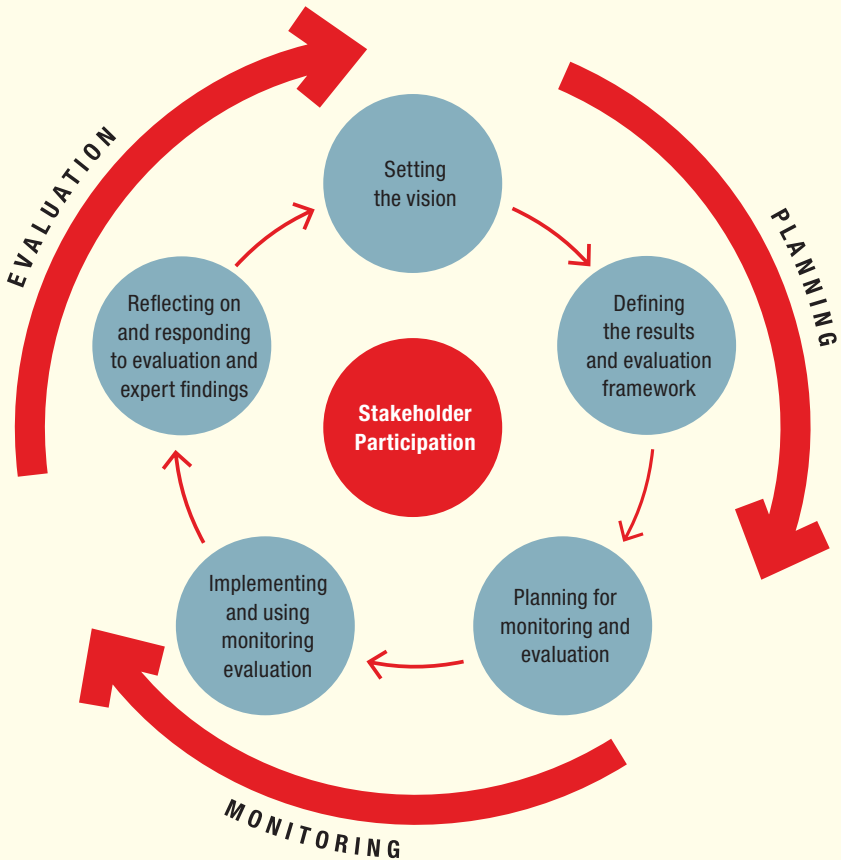 EVALUATION
PLANNING
Setting
the vision
Defining
the results
and evaluation
framework
Planning for
monitoring and
evaluation
Implementing
and using
monitoring
evaluation
Reflecting on
and responding
to evaluation and
expert findings
Stakeholder
Participation
MONITORING